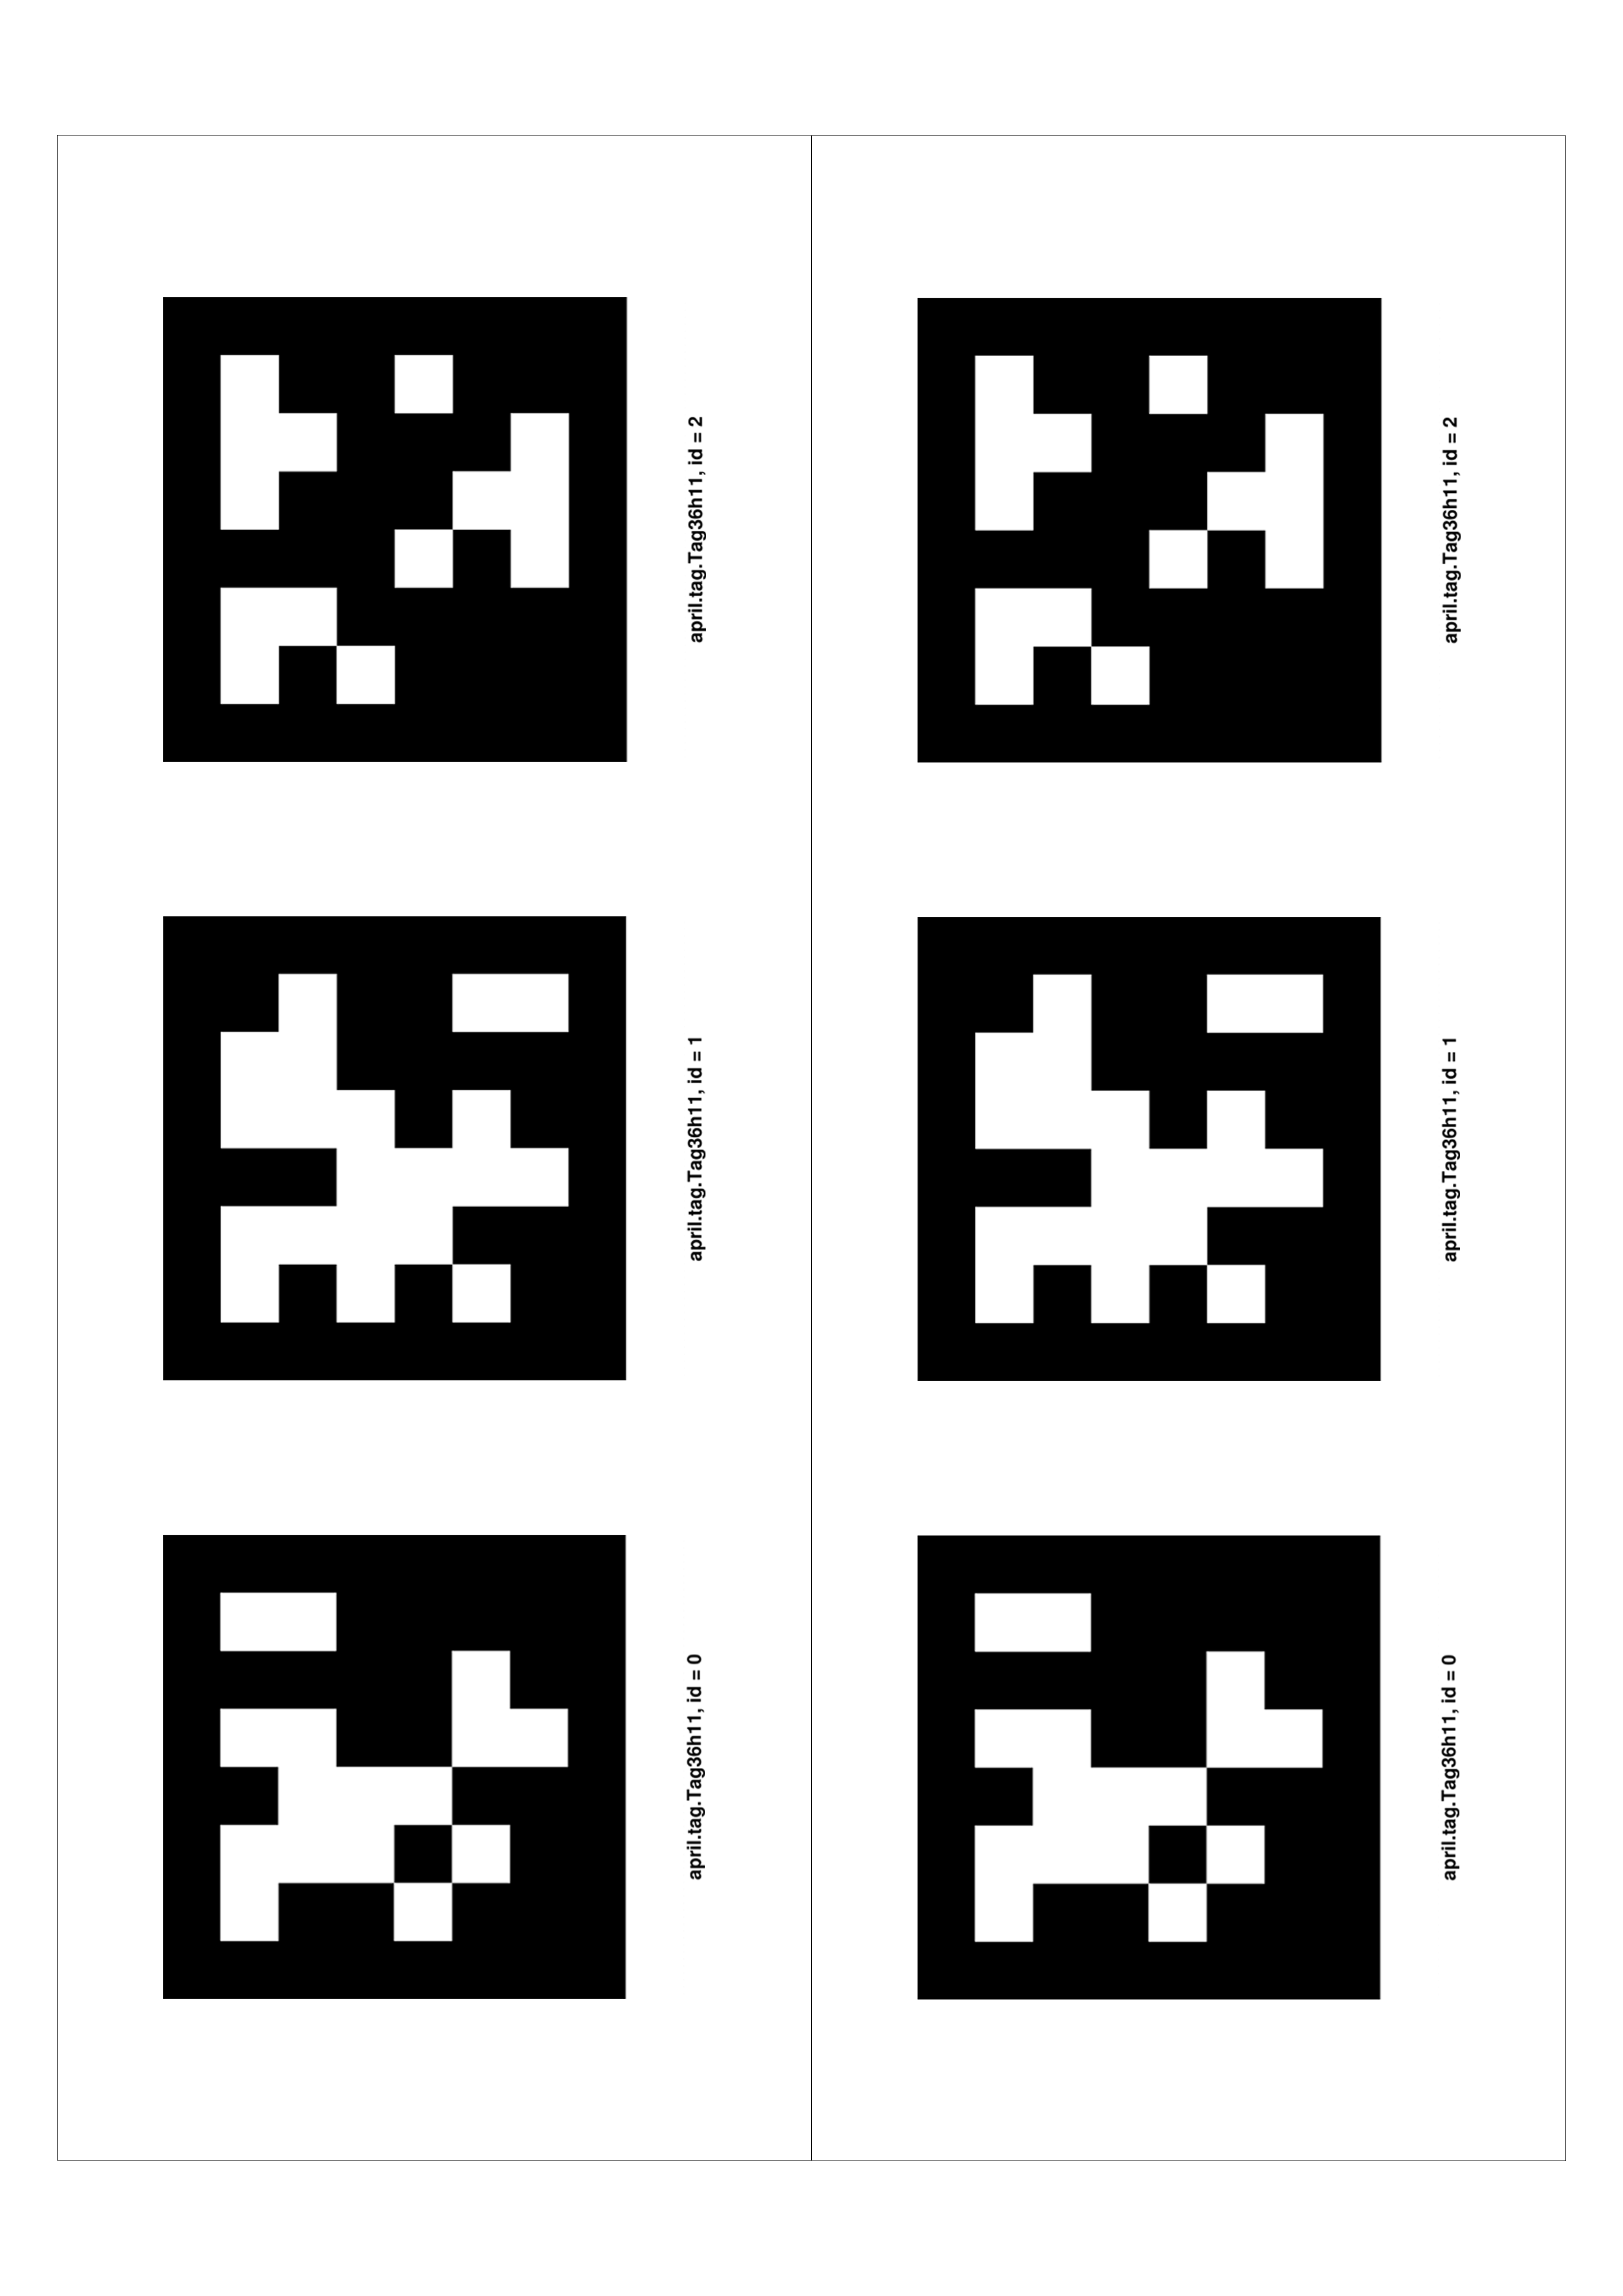 april.tag.Tag36h11, id = 0
april.tag.Tag36h11, id = 1
april.tag.Tag36h11, id = 2
april.tag.Tag36h11, id = 0
april.tag.Tag36h11, id = 1
april.tag.Tag36h11, id = 2